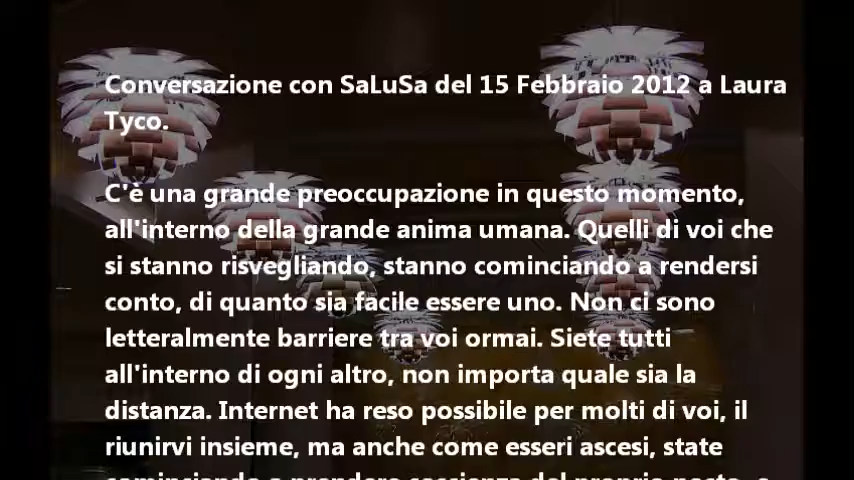 Conversazione con SaLuSa del 15 Febbraio 2012 a Laura
Tyco.
C'è una grande preoccupazione in questo momento,
all'interno della grande anima umana. Quelli di voi che
si stanno risvegliando, stanno cominciando a rendersi
conto, di quanto sia facile essere uno. Non ci sono
letteralmente barriere tra voi ormai. Siete tutti
all'interno di ogni altro, non importa quale sia la
distanza. Internet ha reso possibile per molti di voi, il
riunirvi insieme, ma anche come esseri ascesi, state